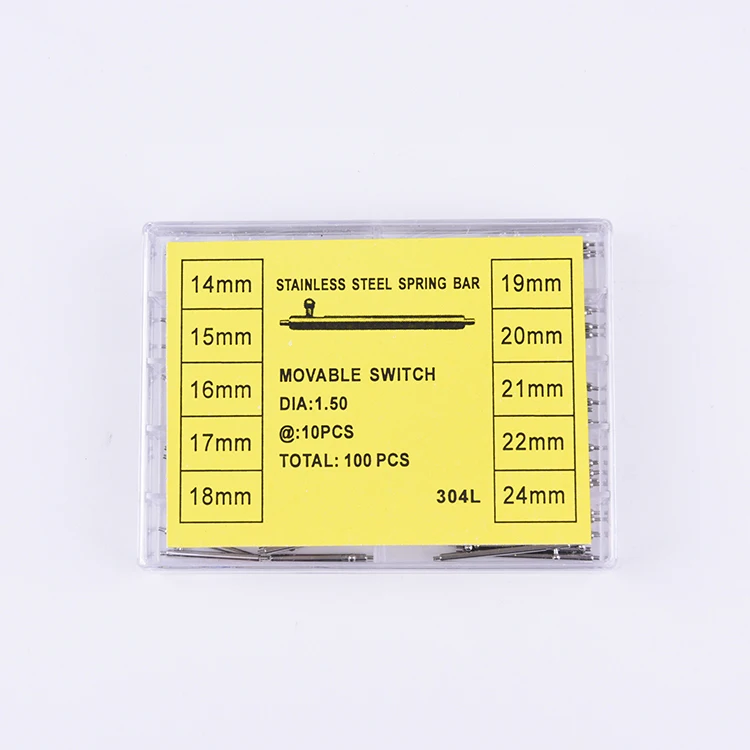 14mm
15mm
16mm
17mm
18mm
STAINLESS STEEL SPRING BAR
MOVABLE SWITCH
DIA:1.50
@:10PCS
TOTAL: 100 PCS
304L
19mm
20mm
21mm
22mm
24mm